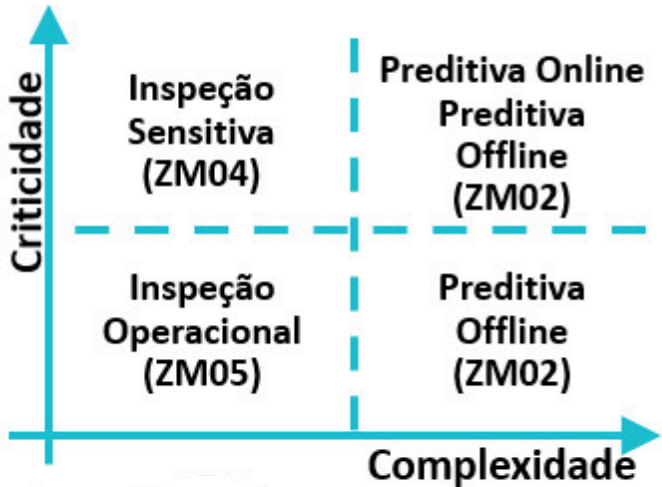 Criticidade
Inspeção
Sensitiva
(ZM04)
Preditiva Online
Preditiva
Offline
(ZM02)
Inspeção
Operacional
(ZM05)
Preditiva
Offline
(ZM02)
Complexidade